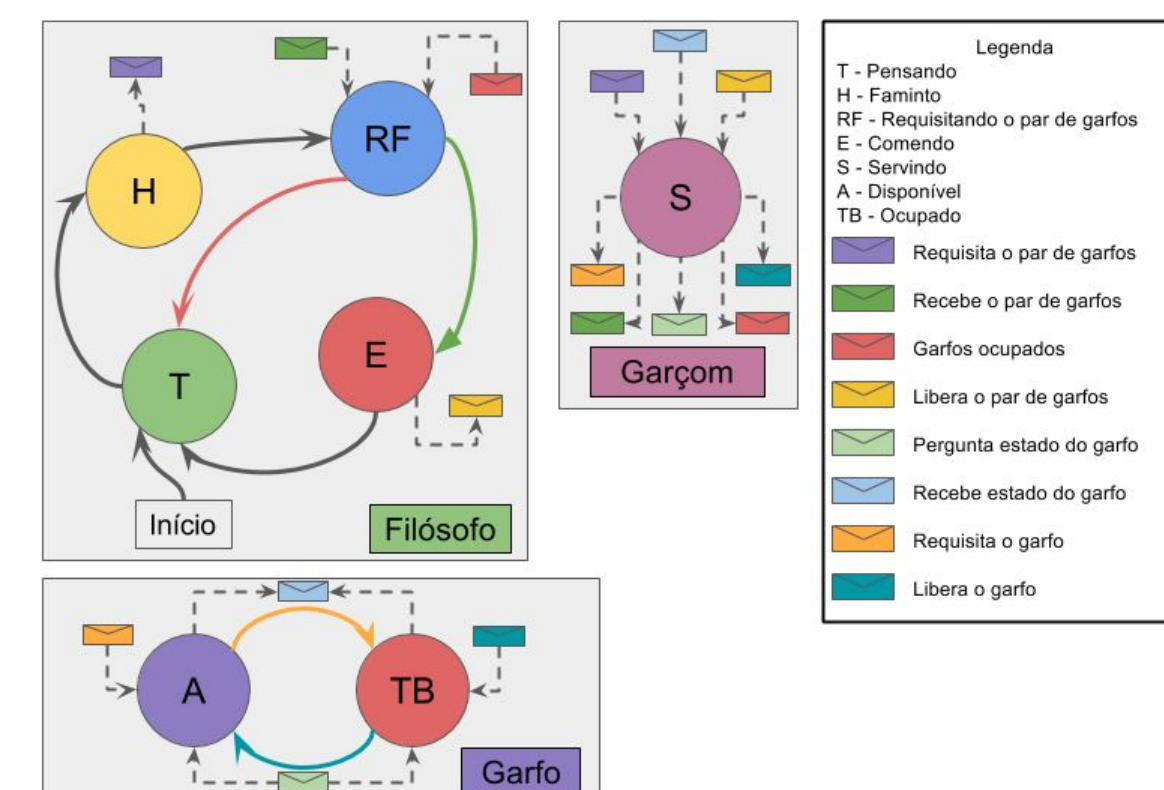 H
RF
T
E
Início
Filósofo
S
Garçom
A
TB
Garfo
Legenda
T - Pensando
H - Faminto
RF - Requisitando o par de garfos
E - Comendo
S - Servindo
A - Disponível
TB - Ocupado
Requisita o par de garfos
Recebe o par de garfos
Garfos ocupados
Libera o par de garfos
Pergunta estado do garfo
Recebe estado do garfo
Requisita o garfo
Libera o garfo